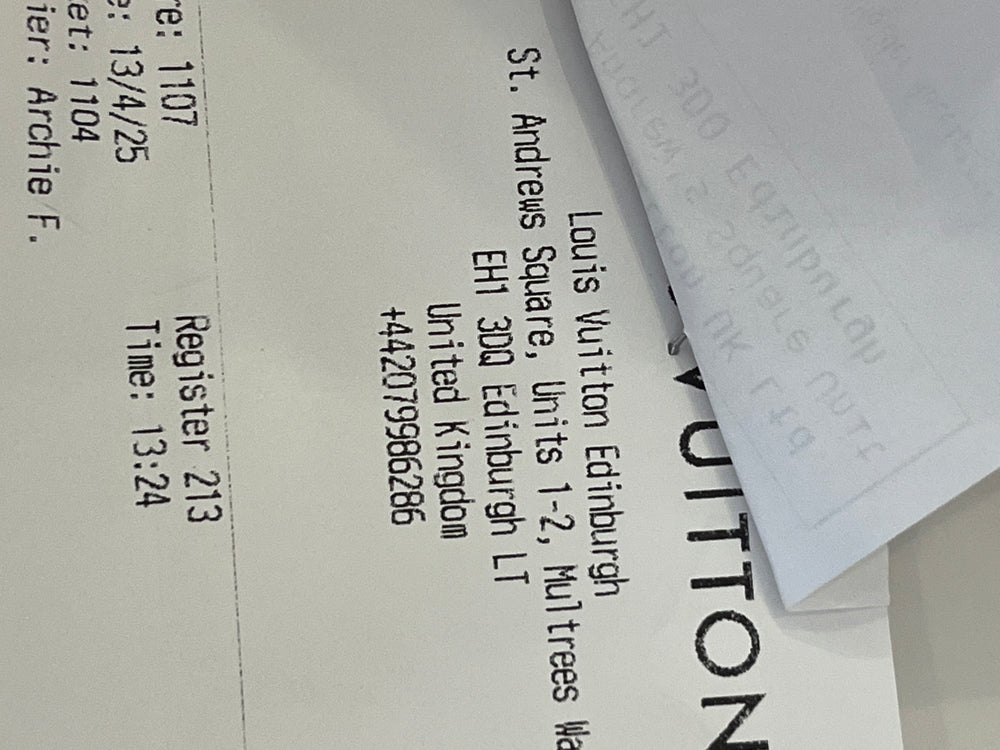 VUITTON
Louis Vuitton Edinburgh
St. Andrews Square, Units 1-2, Multrees Wa
EH1 3DQ Edinburgh LT
United Kingdom
+442079986286
re: 1107 Register 213
e: 13/4/25 Time: 13:24
et: 1104
ier: Archie F.